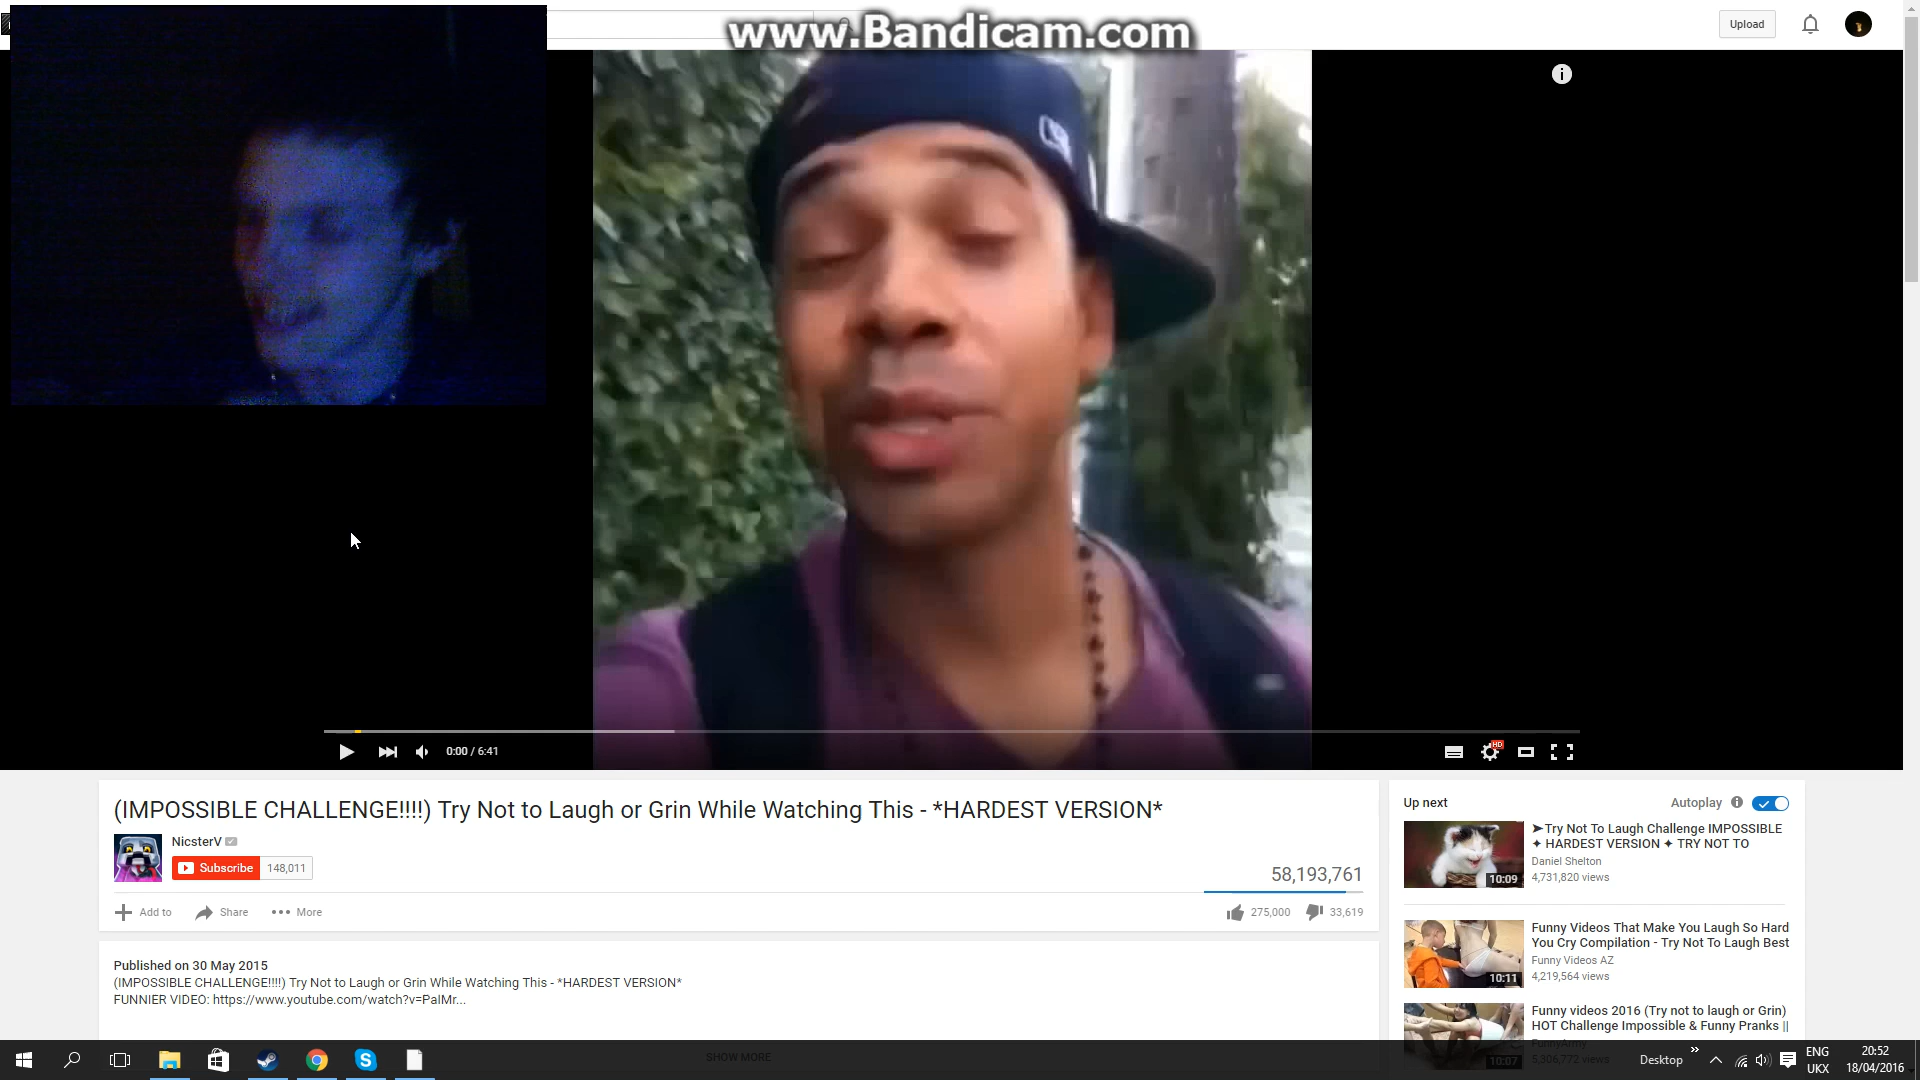 www.Bandicam.com
Upload
0:00 / 6:41
HD
(IMPOSSIBLE CHALLENGE!!!!) Try Not to Laugh or Grin While Watching This - *HARDEST VERSION*
NicsterV
Subscribe 148,011
58,193,761
Add to Share More
275,000 33,619
Published on 30 May 2015
(IMPOSSIBLE CHALLENGE!!!!) Try Not to Laugh or Grin While Watching This - *HARDEST VERSION*
FUNNIER VIDEO: https://www.youtube.com/watch?v=PaIMr...
SHOW MORE
Up next Autoplay
➤Try Not To Laugh Challenge IMPOSSIBLE
✦ HARDEST VERSION ✦ TRY NOT TO
Daniel Shelton
4,731,820 views
10:09
Funny Videos That Make You Laugh So Hard
You Cry Compilation - Try Not To Laugh Best
Funny Videos AZ
4,219,564 views
10:11
Funny videos 2016 (Try not to laugh or Grin)
HOT Challenge Impossible & Funny Pranks ||
FunnyArmy
5,306,772 views
10:07
Desktop
ENG
UKX
20:52
18/04/2016